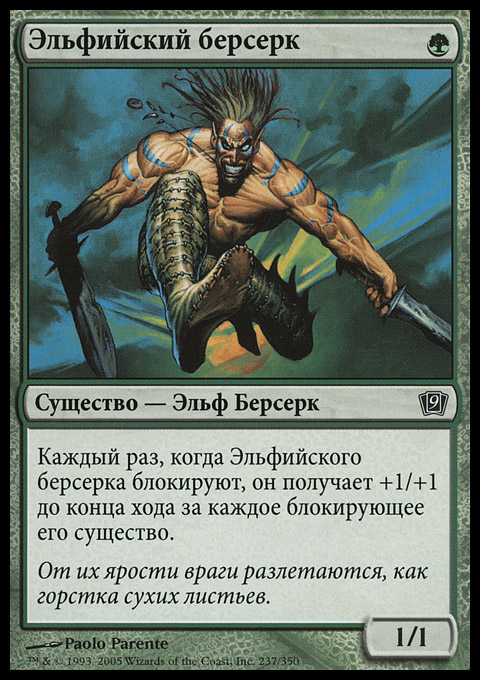 Эльфийский берсерк
Существо — Эльф Берсерк
9
Каждый раз, когда Эльфийского
берсерка блокируют, он получает +1/+1
до конца хода за каждое блокирующее
его существо.
От их ярости враги разлетаются, как
горстка сухих листьев.
Paolo Parente
1/1
™ & © 1993–2005 Wizards of the Coast, Inc. 237/350